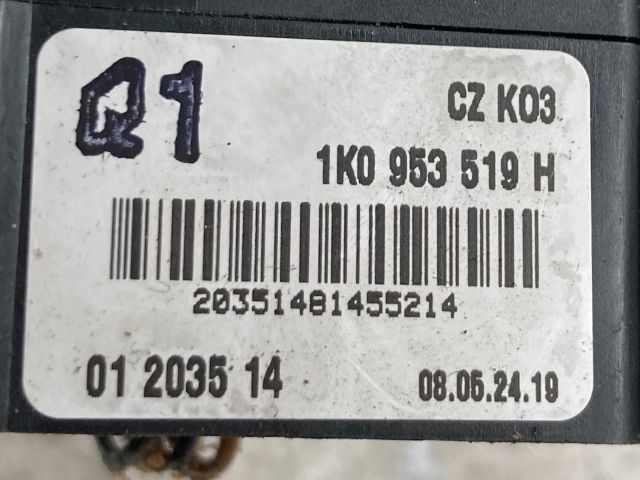 Q1
CZ K03
1K0 953 519 H
20351481455214
01 2035 14
08.05.24.19